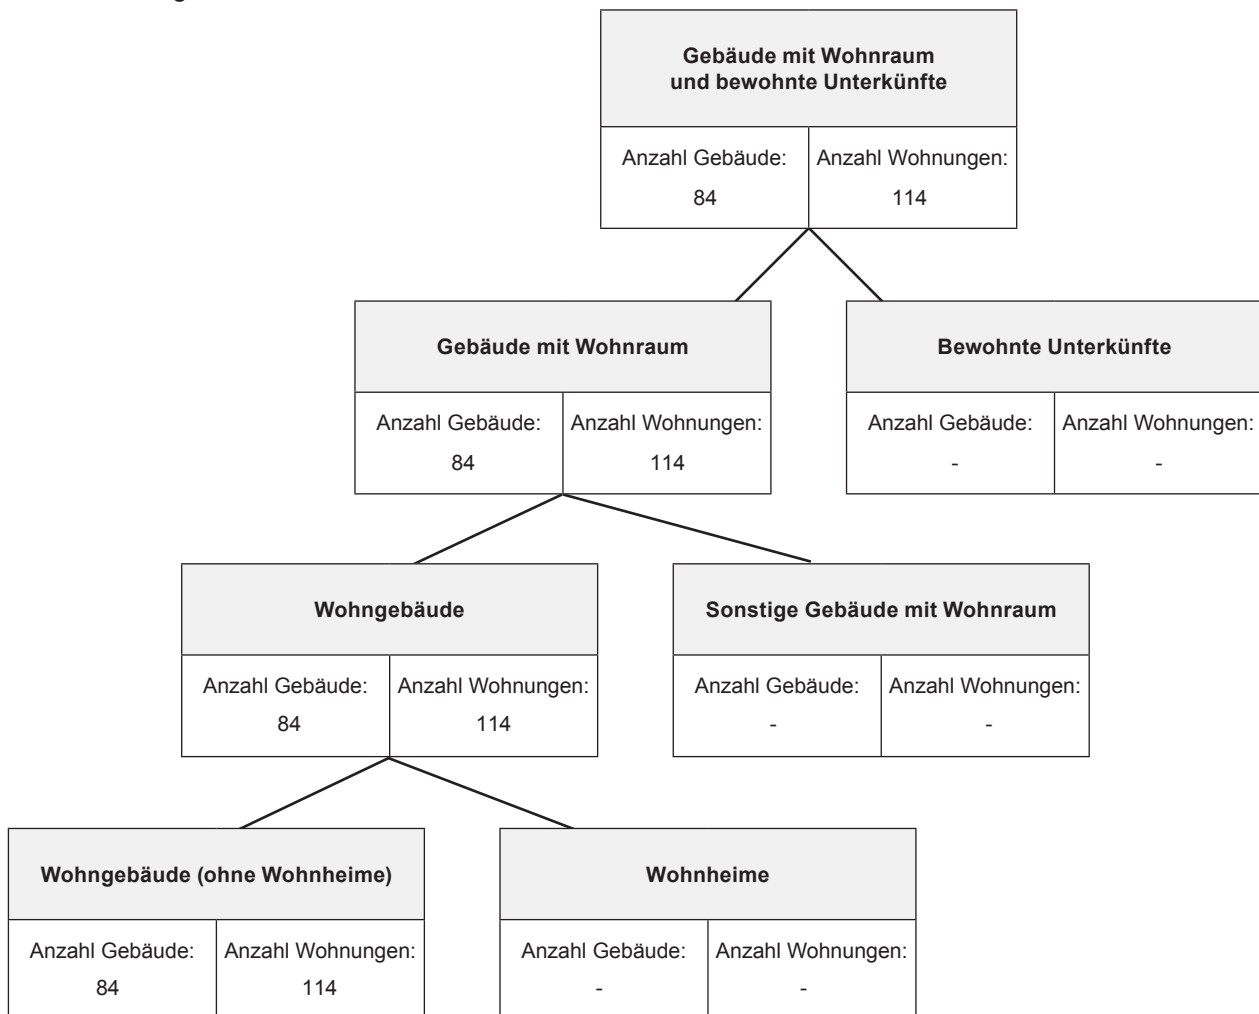 Gebäude mit Wohnraum
und bewohnte Unterkünfte
Anzahl Gebäude: Anzahl Wohnungen:
84 114
Gebäude mit Wohnraum Bewohnte Unterkünfte
Anzahl Gebäude: Anzahl Wohnungen: Anzahl Gebäude: Anzahl Wohnungen:
84 114 - -
Wohngebäude Sonstige Gebäude mit Wohnraum
Anzahl Gebäude: Anzahl Wohnungen: Anzahl Gebäude: Anzahl Wohnungen:
84 114 - -
Wohngebäude (ohne Wohnheime) Wohnheime
Anzahl Gebäude: Anzahl Wohnungen: Anzahl Gebäude: Anzahl Wohnungen:
84 114 - -